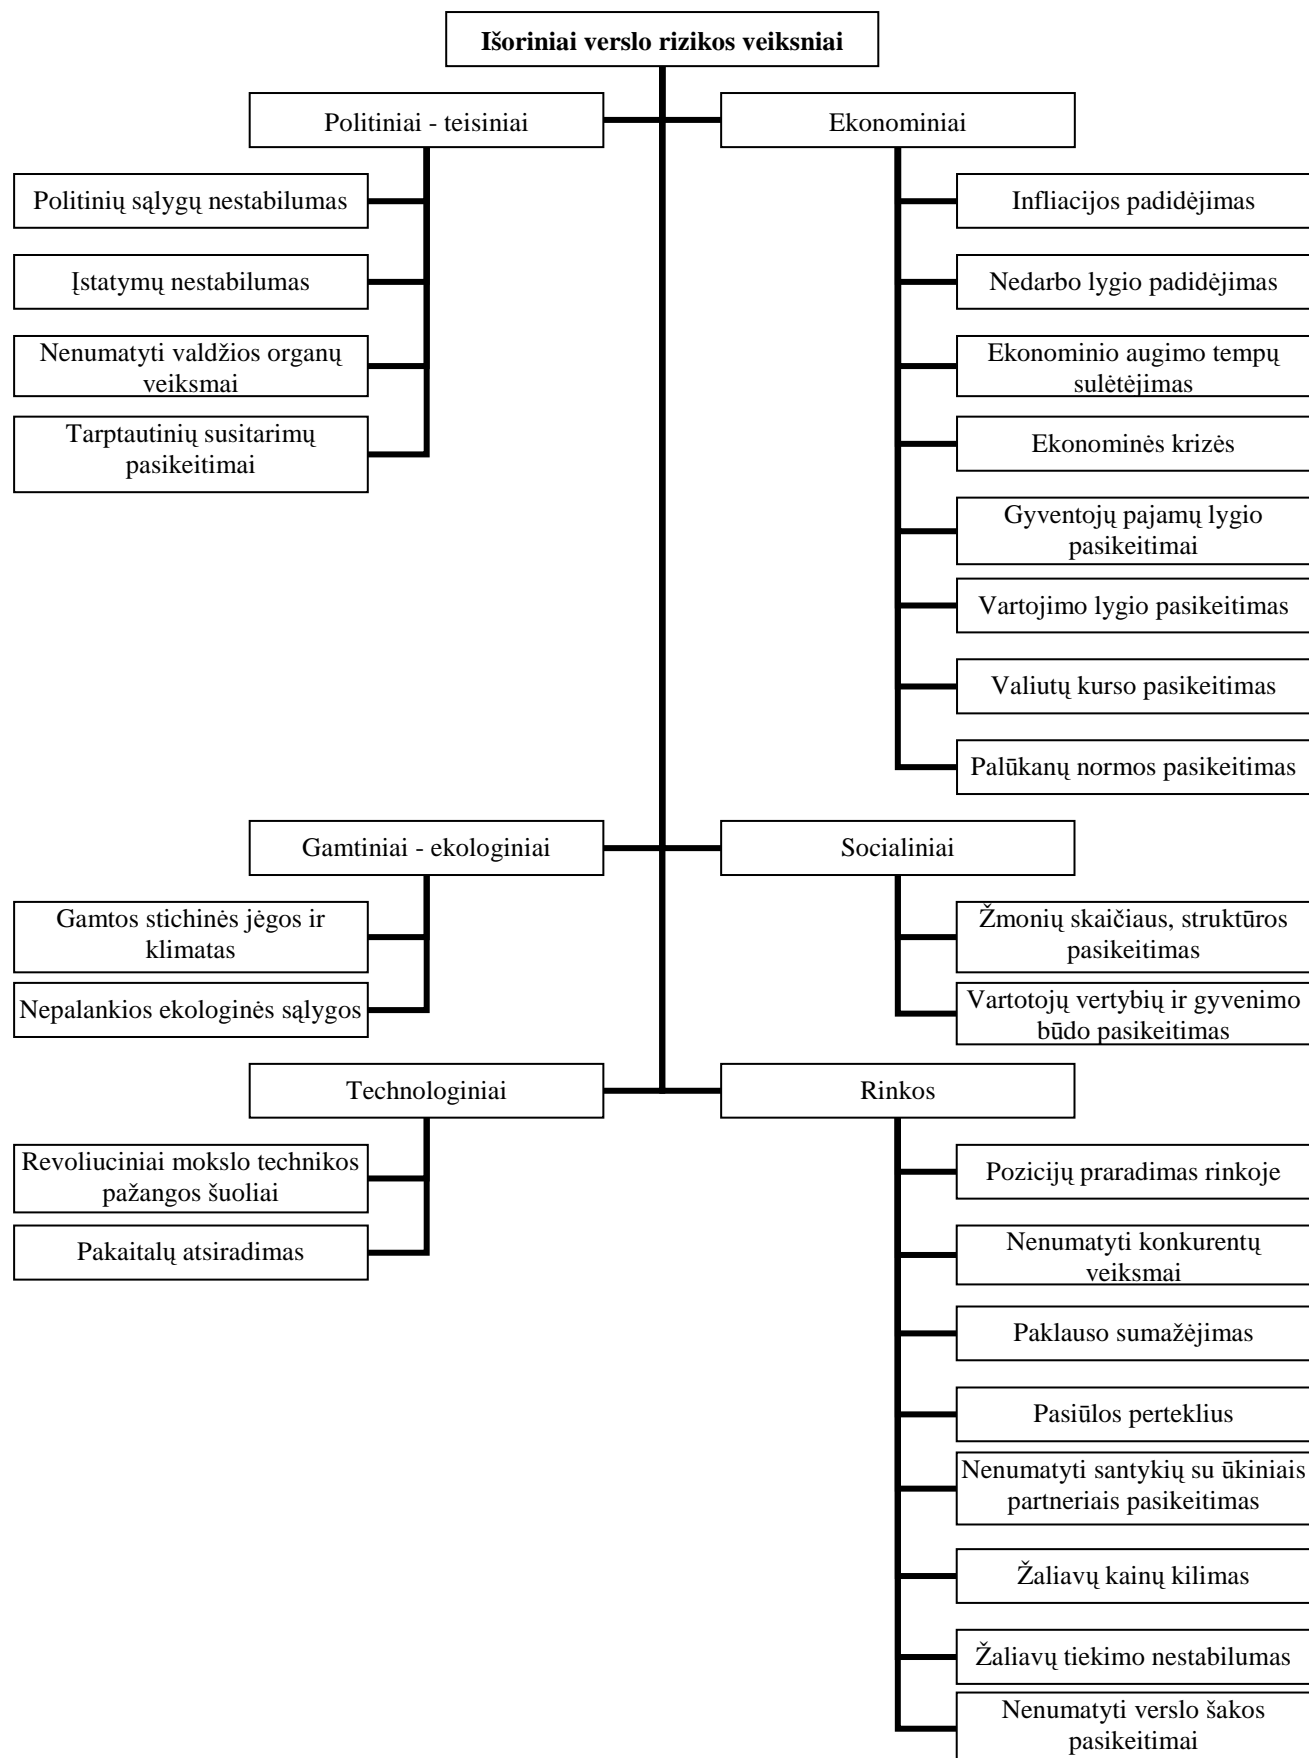 Išoriniai verslo rizikos veiksniai
Politiniai - teisiniai
Politinių sąlygų nestabilumas
Įstatymų nestabilumas
Nenumatyti valdžios organų
veiksmai
Tarptautinių susitarimų
pasikeitimai
Ekonominiai
Infliacijos padidėjimas
Nedarbo lygio padidėjimas
Ekonominio augimo tempų
sulėtėjimas
Ekonominės krizės
Gyventojų pajamų lygio
pasikeitimai
Vartojimo lygio pasikeitimas
Valiutų kurso pasikeitimas
Palūkanų normos pasikeitimas
Gamtiniai - ekologiniai
Gamtos stichinės jėgos ir
klimatas
Nepalankios ekologinės sąlygos
Socialiniai
Žmonių skaičiaus, struktūros
pasikeitimas
Vartotojų vertybių ir gyvenimo
būdo pasikeitimas
Technologiniai
Revoliuciniai mokslo technikos
pažangos šuoliai
Pakaitalų atsiradimas
Rinkos
Pozicijų praradimas rinkoje
Nenumatyti konkurentų
veiksmai
Paklauso sumažėjimas
Pasiūlos perteklius
Nenumatyti santykių su ūkiniais
partneriais pasikeitimas
Žaliavų kainų kilimas
Žaliavų tiekimo nestabilumas
Nenumatyti verslo šakos
pasikeitimai